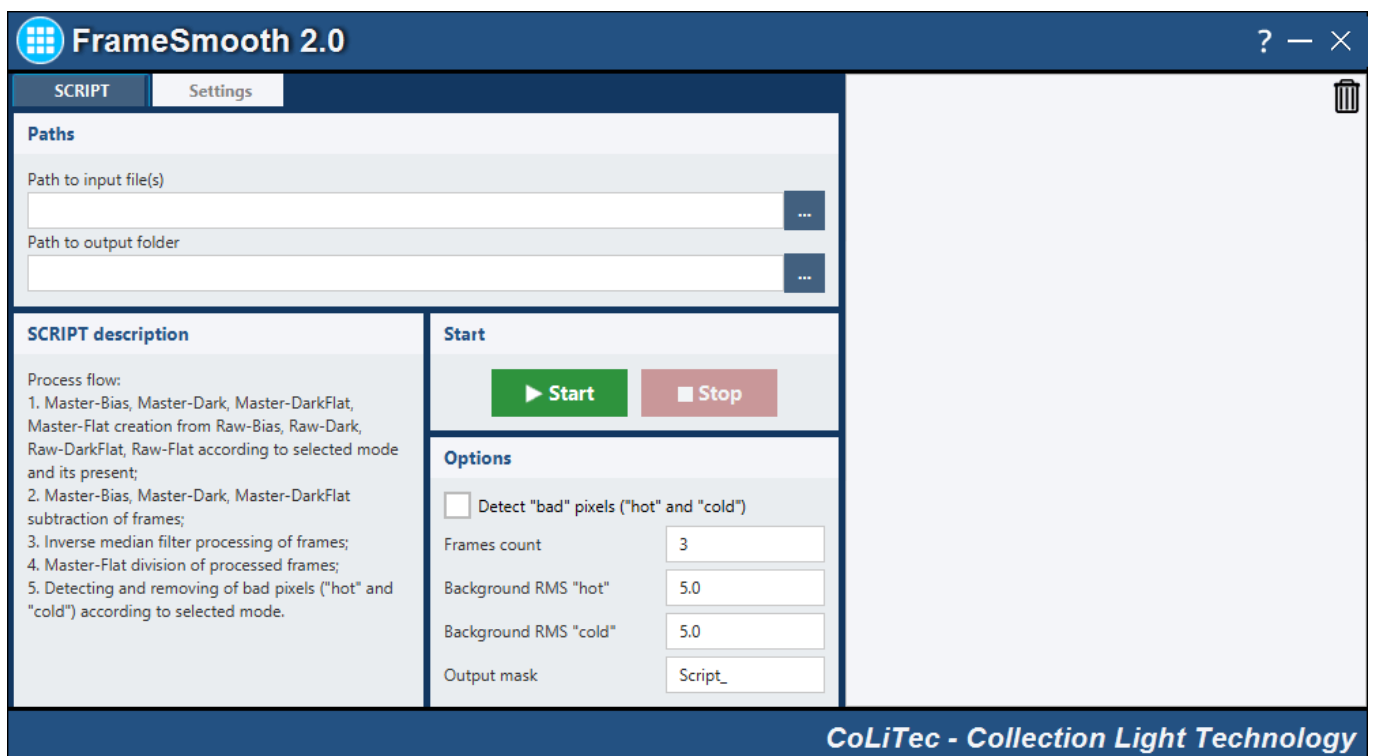 FrameSmooth 2.0
? — ×
SCRIPT
Settings
Paths
Path to input file(s)
...
Path to output folder
...
SCRIPT description
Process flow:
1. Master-Bias, Master-Dark, Master-DarkFlat,
Master-Flat creation from Raw-Bias, Raw-Dark,
Raw-DarkFlat, Raw-Flat according to selected mode
and its present;
2. Master-Bias, Master-Dark, Master-DarkFlat
subtraction of frames;
3. Inverse median filter processing of frames;
4. Master-Flat division of processed frames;
5. Detecting and removing of bad pixels ("hot" and
"cold") according to selected mode.
Start
Start
Stop
Options
Detect "bad" pixels ("hot" and "cold")
Frames count 3
Background RMS "hot" 5.0
Background RMS "cold" 5.0
Output mask Script_
CoLiTec - Collection Light Technology